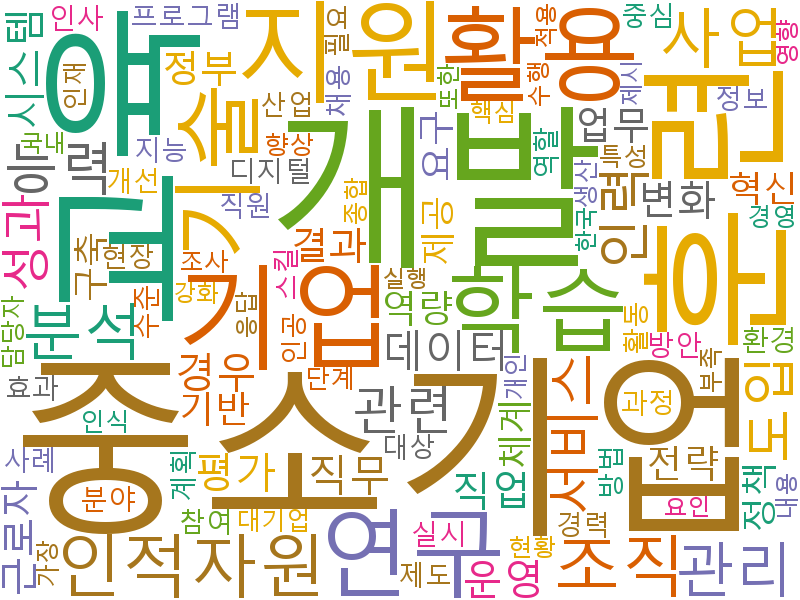 인사
프로그램
시스템
인재
정부
교육
지원
필요
채용
또한
활용
적용
수행
핵심
중심
사업
영향
제시
정보
기술
산업
국내
지능
향상
개선
디지털
직원
종합
아력
개발
요구
제공
역할
업무
특성
인력
생산
한국
변화
혁신
경영
훈련
성과
구축
현장
수준
조사
강화
응답
스킬
결과
기업
인공
실행
역량
학습
활동
방안
환경
담당자
분석
효과
인식
경우
기반
단계
데이터
관련
대상
개인
체계
서비스
부족
과정
도입
중소기업
사례
분야
계획
평가
직무
직업
방법
전략
정책
내용
요인
근로자
가장
인적자원
참여
대기업
제도
연구
실시
운영
현황
경력
조직
관리